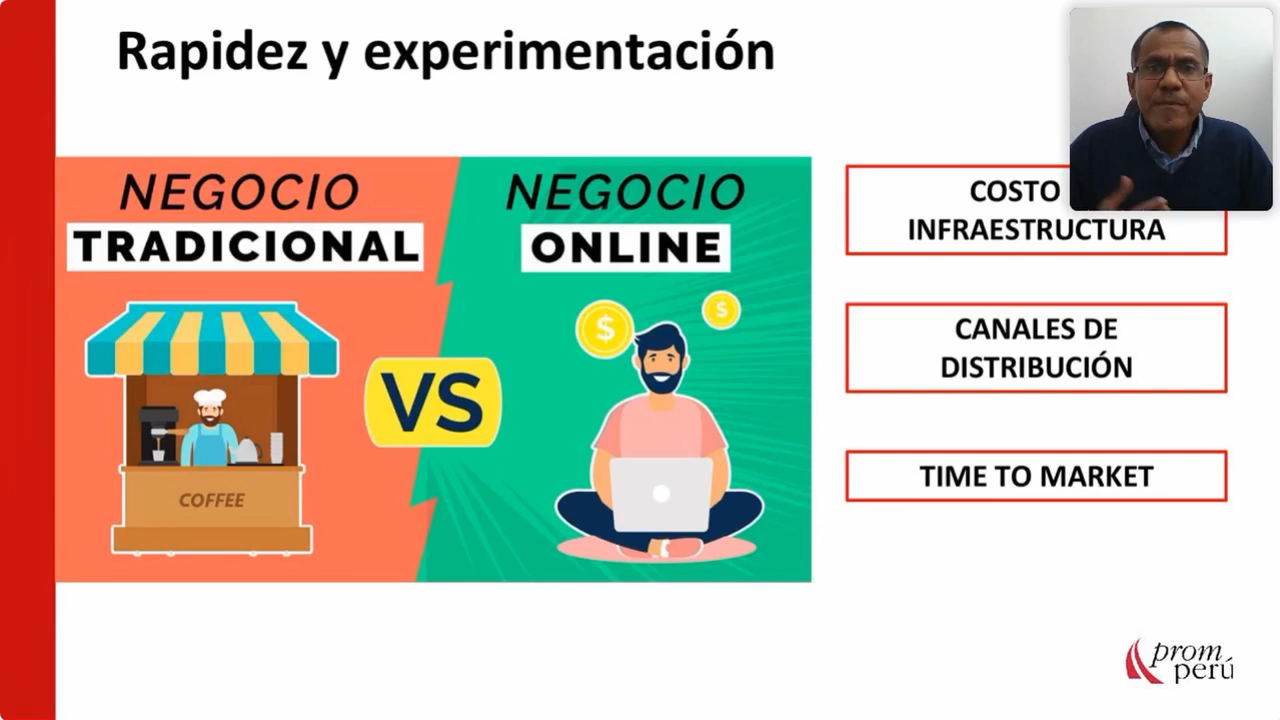 Rapidez y experimentación
NEGOCIO
TRADICIONAL
NEGOCIO
ONLINE
VS
$
$
COFFEE
COSTO
INFRAESTRUCTURA
CANALES DE
DISTRIBUCIÓN
TIME TO MARKET
prom
perú